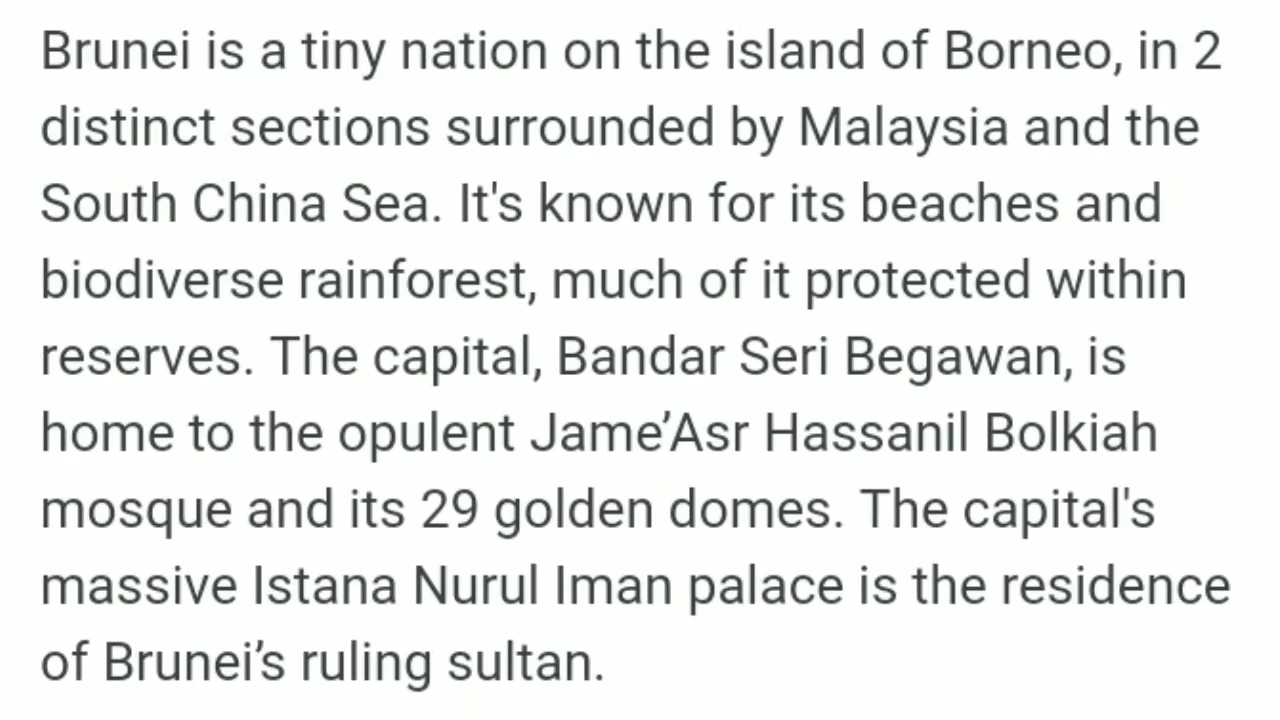 Brunei is a tiny nation on the island of Borneo, in 2
distinct sections surrounded by Malaysia and the
South China Sea. It's known for its beaches and
biodiverse rainforest, much of it protected within
reserves. The capital, Bandar Seri Begawan, is
home to the opulent Jame’Asr Hassanil Bolkiah
mosque and its 29 golden domes. The capital's
massive Istana Nurul Iman palace is the residence
of Brunei’s ruling sultan.